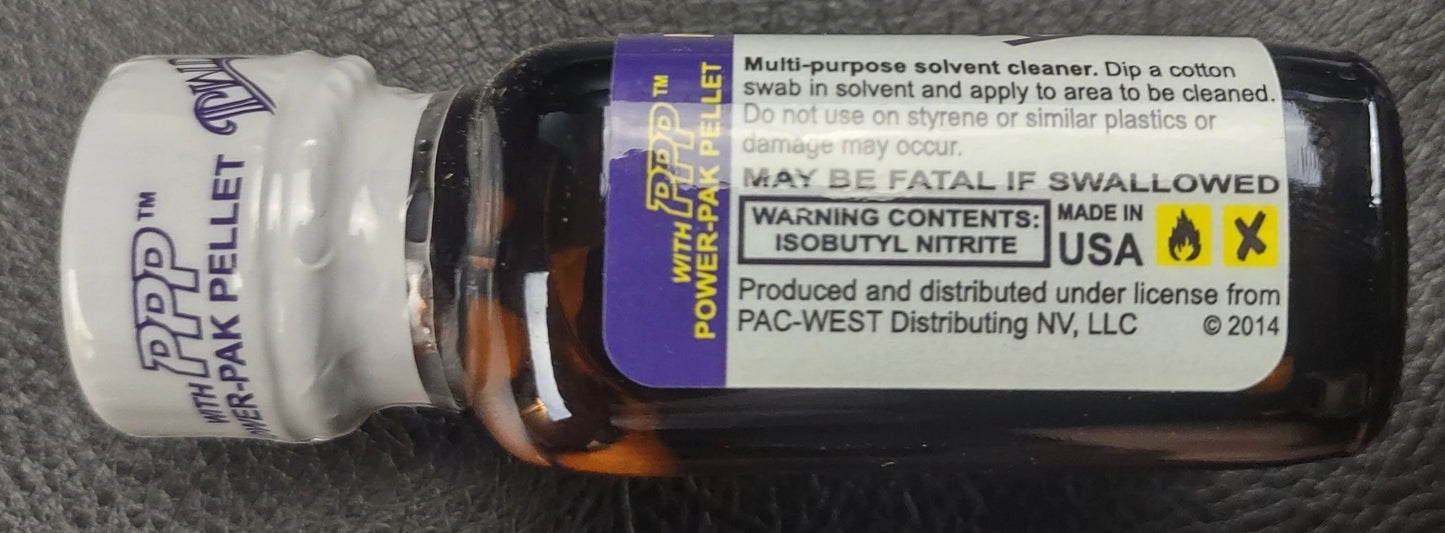 WITH PPP™
POWER-PAK PELLET
Multi-purpose solvent cleaner. Dip a cotton
swab in solvent and apply to area to be cleaned.
Do not use on styrene or similar plastics or
damage may occur.
MAY BE FATAL IF SWALLOWED
WARNING CONTENTS:
ISOBUTYL NITRITE
MADE IN
USA
Produced and distributed under license from
PAC-WEST Distributing NV, LLC © 2014
WITH PPP™
OWER-PAK PELLET